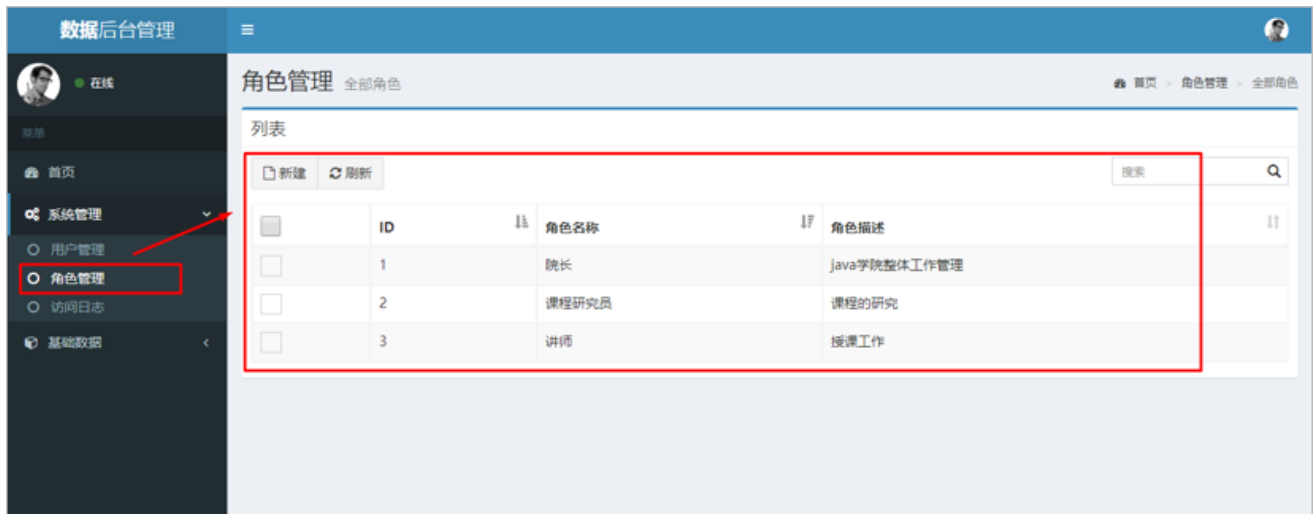 数据后台管理
在线
角色管理 全部角色
首页 > 角色管理 > 全部角色
菜单
列表
首页
新建 刷新
搜索
系统管理
ID 角色名称 角色描述
用户管理
1 院长 java学院整体工作管理
角色管理
2 课程研究员 课程的研究
访问日志
3 讲师 授课工作
基础数据